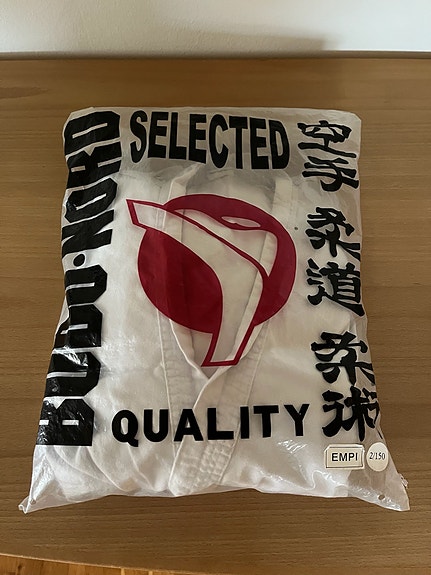 SELECTED
BUDO·NORD
空手
柔道
柔術
QUALITY
EMPI
2/150